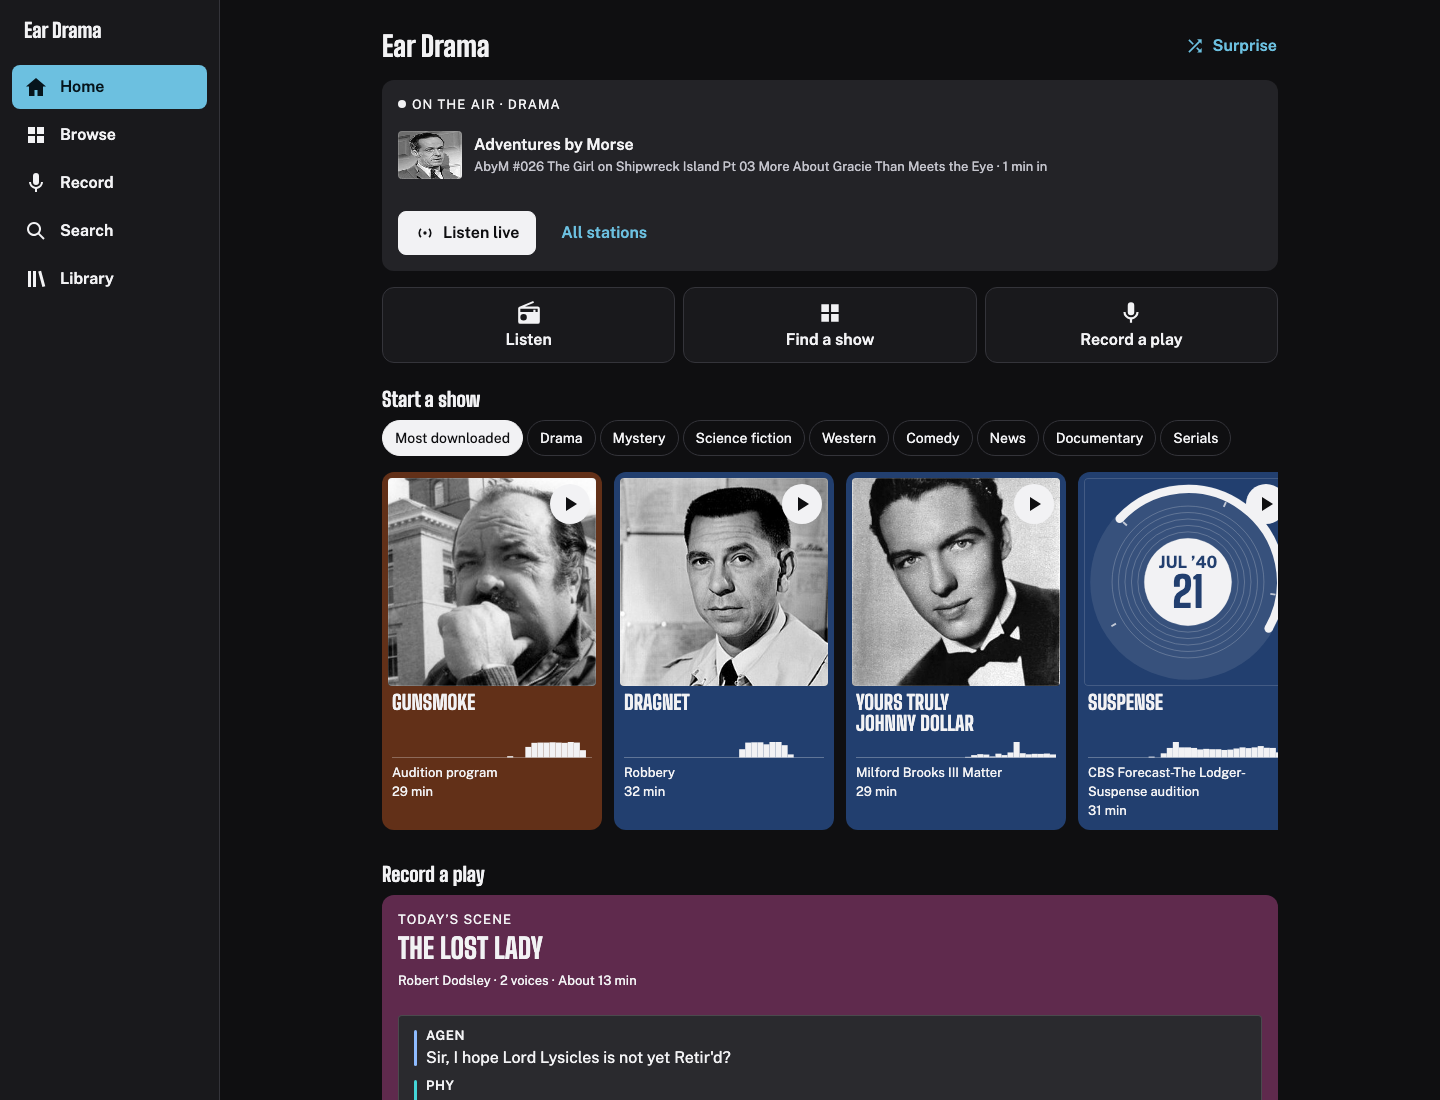 Ear Drama
Home
Browse
Record
Search
Library
Ear Drama
Surprise
ON THE AIR · DRAMA
Adventures by Morse
AbyM #026 The Girl on Shipwreck Island Pt 03 More About Gracie Than Meets the Eye · 1 min in
Listen live
All stations
Listen
Find a show
Record a play
Start a show
Most downloaded
Drama
Mystery
Science fiction
Western
Comedy
News
Documentary
Serials
GUNSMOKE
Audition program
29 min
DRAGNET
Robbery
32 min
YOURS TRULY
JOHNNY DOLLAR
Milford Brooks III Matter
29 min
JUL ’40
21
SUSPENSE
CBS Forecast-The Lodger-
Suspense audition
31 min
Record a play
TODAY’S SCENE
THE LOST LADY
Robert Dodsley · 2 voices · About 13 min
AGEN
Sir, I hope Lord Lysicles is not yet Retir'd?
PHY